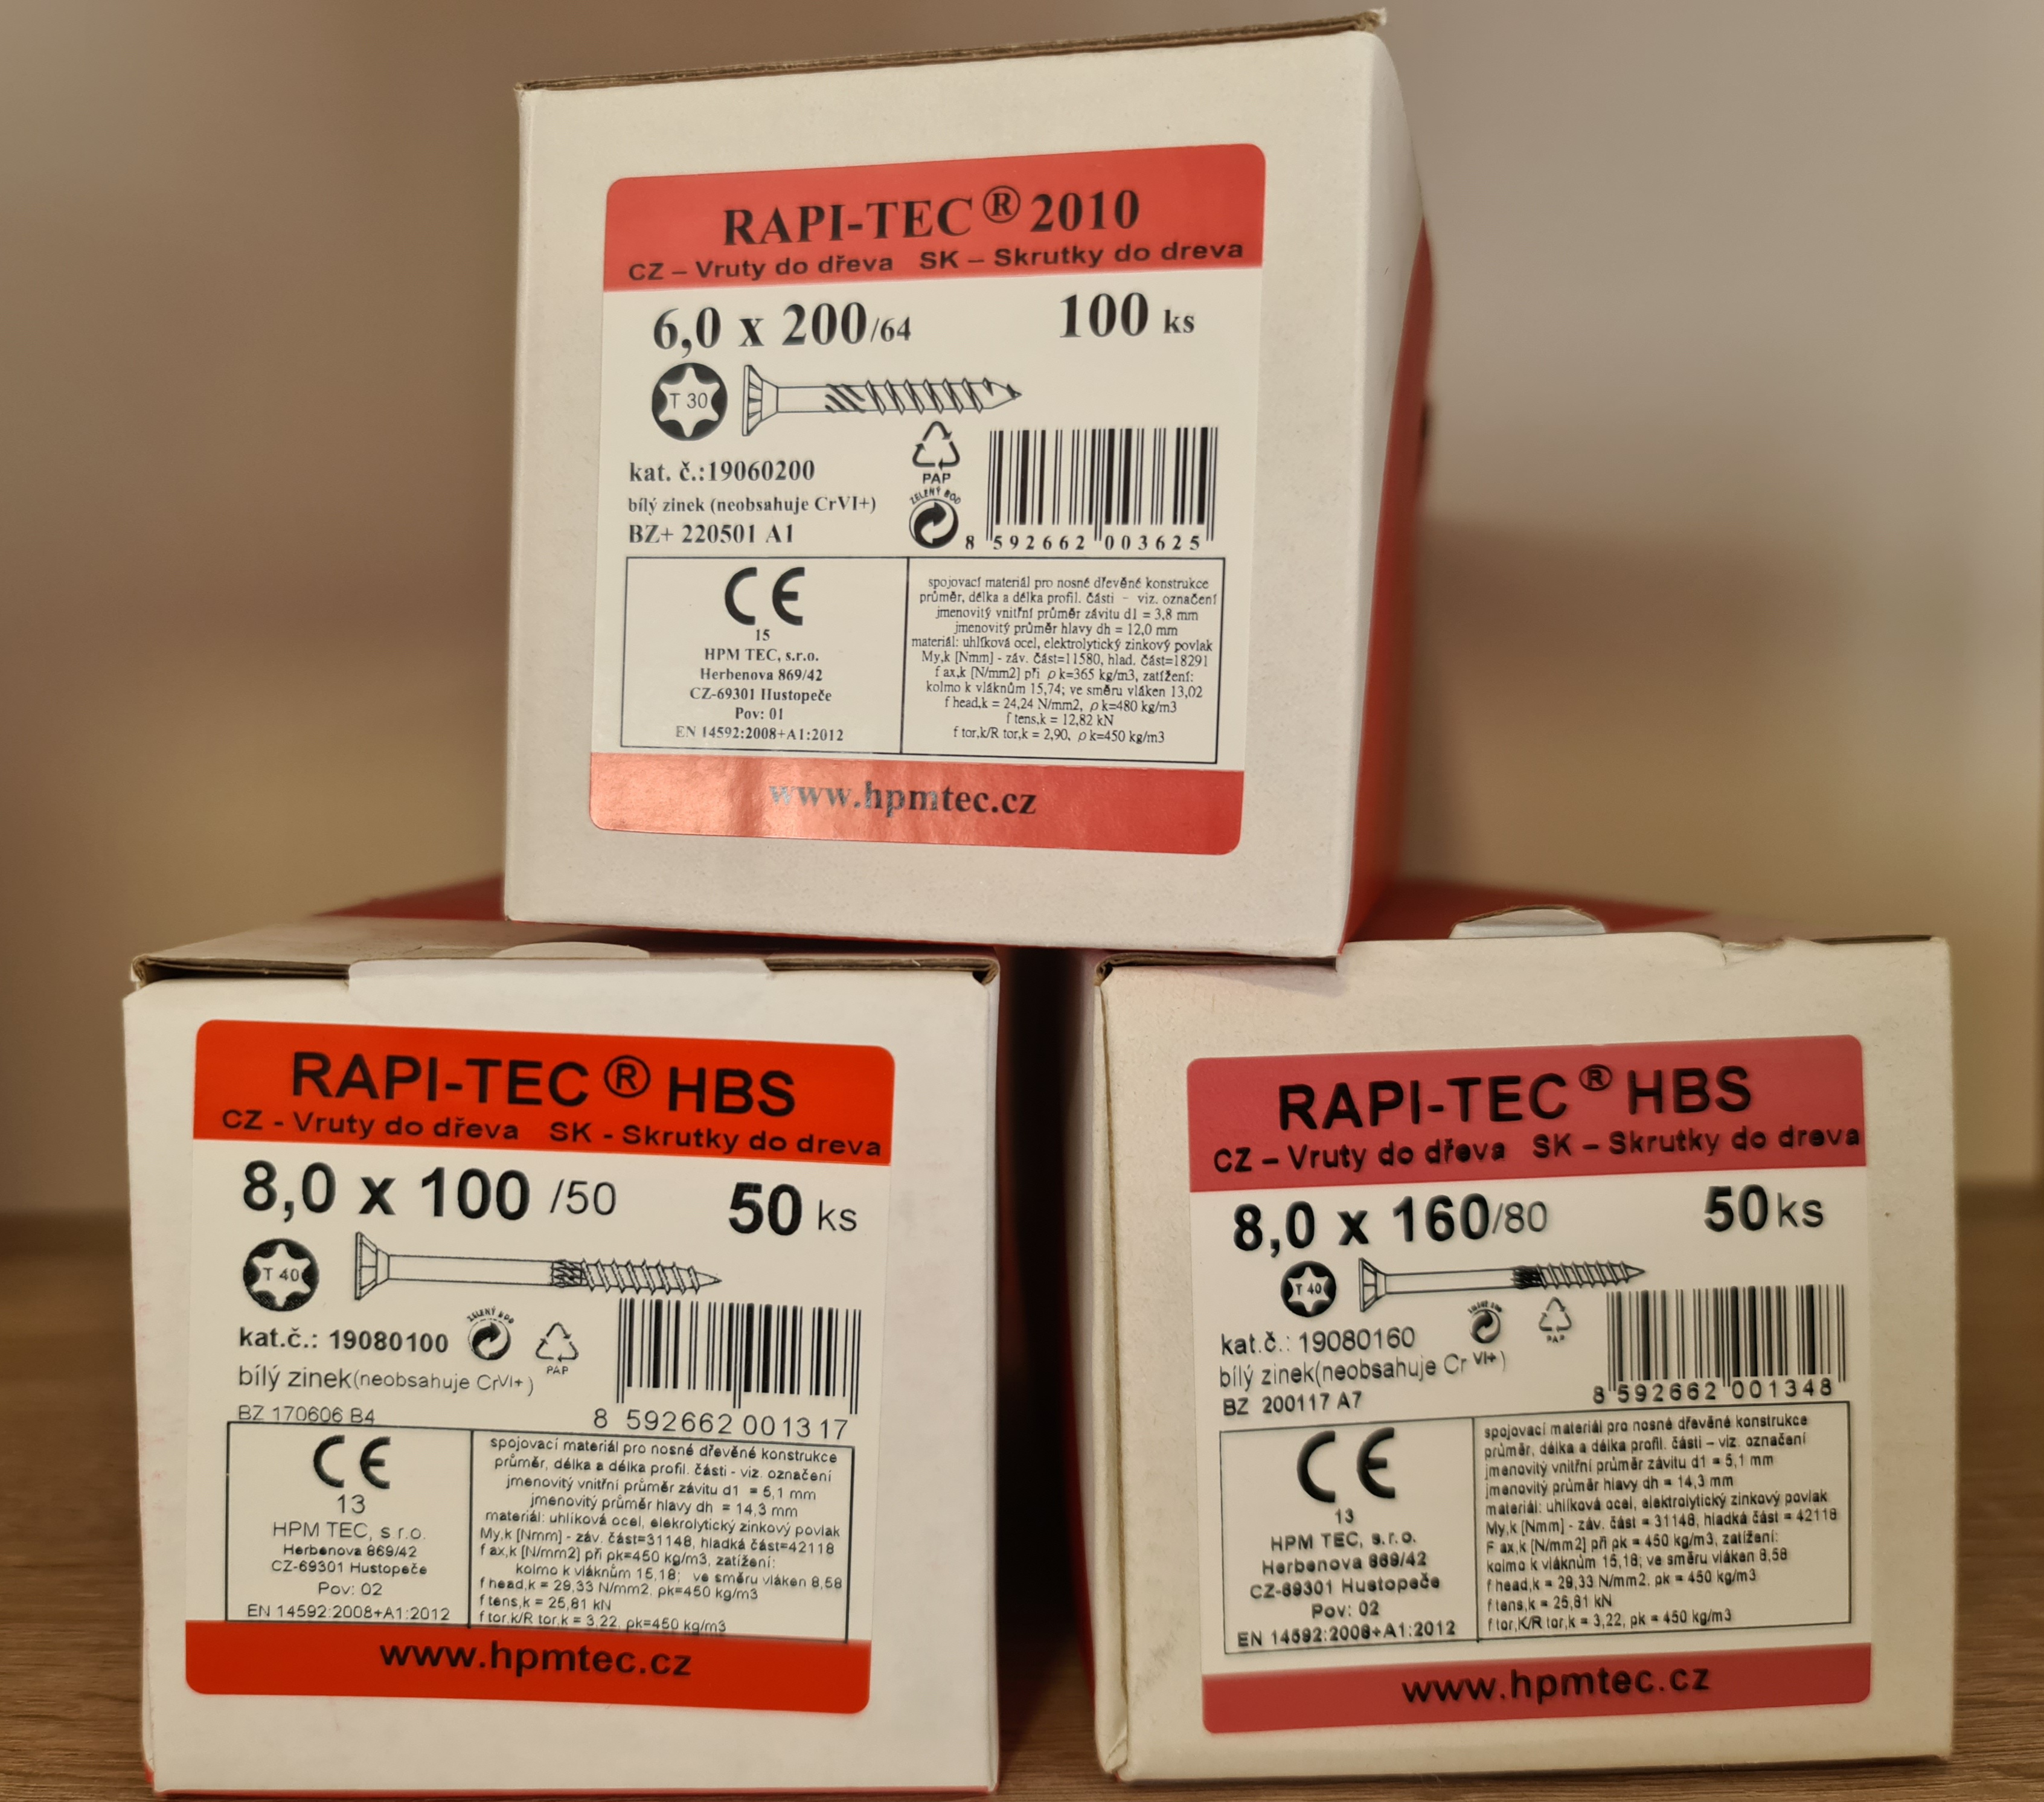 RAPI-TEC® 2010
CZ – Vruty do dřeva SK – Skrutky do dreva
6,0 x 200/64 100 ks
T 30
PAP
kat. č.:19060200
ZELENÝ BOD
bílý zinek (neobsahuje CrVI+)
BZ+ 220501 A1
8 592662 003625
CE
15
HPM TEC, s.r.o.
Herbenova 869/42
CZ-69301 Hustopeče
Pov: 01
EN 14592:2008+A1:2012
spojovací materiál pro nosné dřevěné konstrukce
průměr, délka a délka profil. části - viz. označení
jmenovitý vnitřní průměr závitu d1 = 3,8 mm
jmenovitý průměr hlavy dh = 12,0 mm
materiál: uhlíková ocel, elektrolytický zinkový povlak
My,k [Nmm] - záv. část=11580, hlad. část=18291
f ax,k [N/mm2] při ρk=365 kg/m3, zatížení:
kolmo k vláknům 15,74; ve směru vláken 13,02
f head,k = 24,24 N/mm2, ρk=480 kg/m3
f tens,k = 12,82 kN
f tor,k/R tor,k = 2,90, ρk=450 kg/m3
www.hpmtec.cz
RAPI-TEC® HBS
CZ - Vruty do dřeva SK - Skrutky do dreva
8,0 x 100 /50 50 ks
T 40
ZELENÝ BOD
kat.č.: 19080100
PAP
bílý zinek(neobsahuje CrVI+)
BZ 170606 B4
8 592662 001317
CE
13
HPM TEC, s r.o.
Herbenova 869/42
CZ-69301 Hustopeče
Pov: 02
EN 14592:2008+A1:2012
spojovací materiál pro nosné dřevěné konstrukce
průměr, délka a délka profil. části - viz. označení
jmenovitý vnitřní průměr závitu d1 = 5,1 mm
jmenovitý průměr hlavy dh = 14,3 mm
materiál: uhlíková ocel, elekrolytický zinkový povlak
My,k [Nmm] - záv. část=31148, hladká část=42118
f ax,k [N/mm2] při ρk=450 kg/m3, zatížení:
kolmo k vláknům 15,18; ve směru vláken 8,58
f head,k = 29,33 N/mm2, ρk=450 kg/m3
f tens,k = 25,81 kN
f tor,k/R tor,k = 3,22, ρk=450 kg/m3
www.hpmtec.cz
RAPI-TEC® HBS
CZ – Vruty do dřeva SK – Skrutky do dreva
8,0 x 160/80 50 ks
T 40
kat.č.: 19080160
PAP
bílý zinek(neobsahuje Cr VI+)
BZ 200117 A7
8 592662 001348
CE
13
HPM TEC, s.r.o.
Herbenova 869/42
CZ-69301 Hustopeče
Pov: 02
EN 14592:2008+A1:2012
spojovací materiál pro nosné dřevěné konstrukce
průměr, délka a délka profil. části – viz. označení
jmenovitý vnitřní průměr závitu d1 = 5,1 mm
jmenovitý průměr hlavy dh = 14,3 mm
materiál: uhlíková ocel, elektrolytický zinkový povlak
My,k [Nmm] - záv. část = 31148, hladká část = 42118
F ax,k [N/mm2] při ρk = 450 kg/m3, zatížení:
kolmo k vláknům 15,18; ve směru vláken 8,58
f head,k = 29,33 N/mm2, ρk = 450 kg/m3
f tens,k = 25,81 kN
f tor,K/R tor,k = 3,22, ρk = 450 kg/m3
www.hpmtec.cz